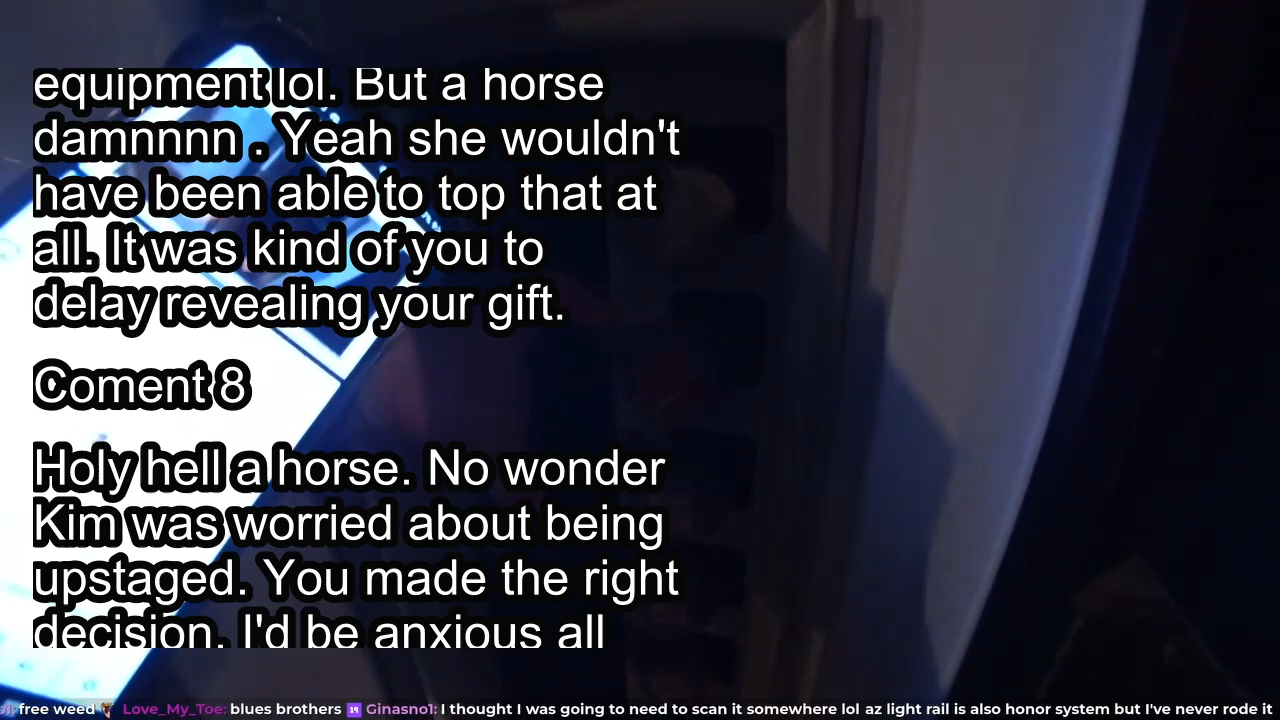 equipment lol. But a horse
damnnnn . Yeah she wouldn't
have been able to top that at
all. It was kind of you to
delay revealing your gift.
Coment 8
Holy hell a horse. No wonder
Kim was worried about being
upstaged. You made the right
decision. I'd be anxious all
free weed Love_My_Toe: blues brothers Ginasno1: I thought I was going to need to scan it somewhere lol az light rail is also honor system but I've never rode it